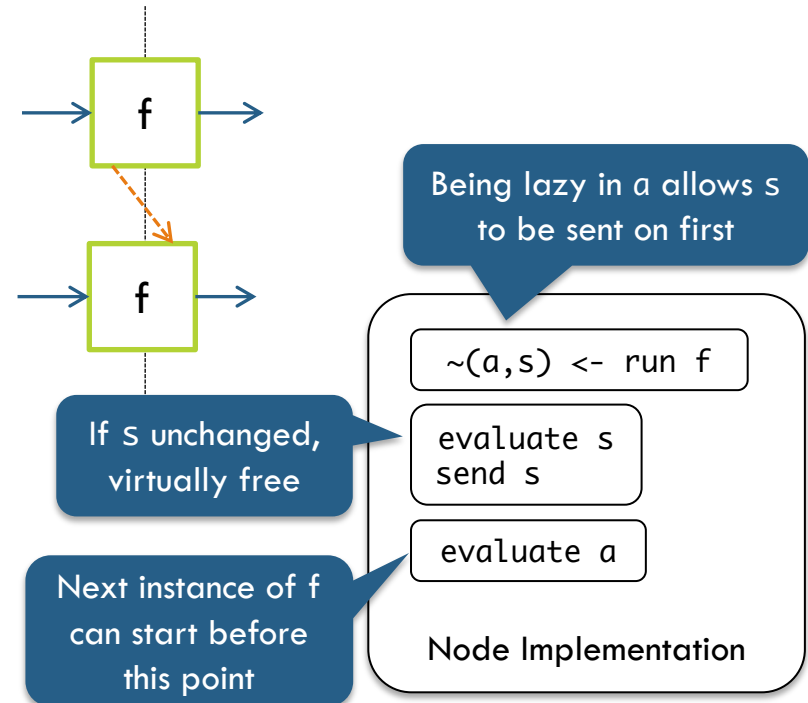 f
f
Being lazy in a allows s
to be sent on first
~(a,s) <- run f
If s unchanged,
virtually free
evaluate s
send s
evaluate a
Next instance of f
can start before
this point
Node Implementation